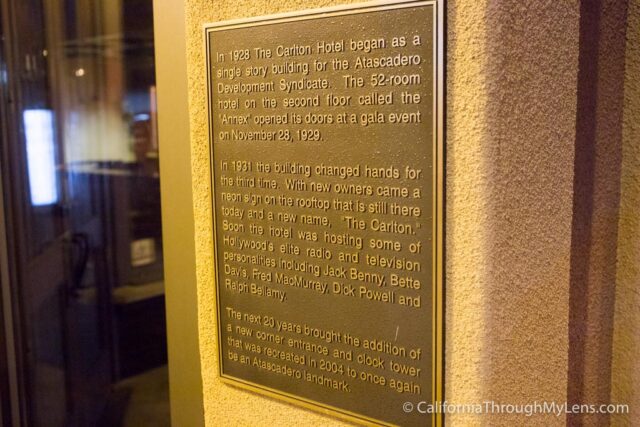 In 1928 The Carlton Hotel began as a
single story building for the Atascadero
Development Syndicate. The 52-room
hotel on the second floor called the
"Annex" opened its doors at a gala event
on November 28, 1929.
In 1931 the building changed hands for
the third time. With new owners came a
neon sign on the rooftop that is still there
today and a new name, "The Carlton."
Soon the hotel was hosting some of
Hollywood's elite radio and television
personalities including Jack Benny, Bette
Davis, Fred MacMurray, Dick Powell and
Ralph Bellamy.
The next 20 years brought the addition of
a new corner entrance and clock tower
that was recreated in 2004 to once again
be an Atascadero landmark.
© CaliforniaThroughMyLens.com